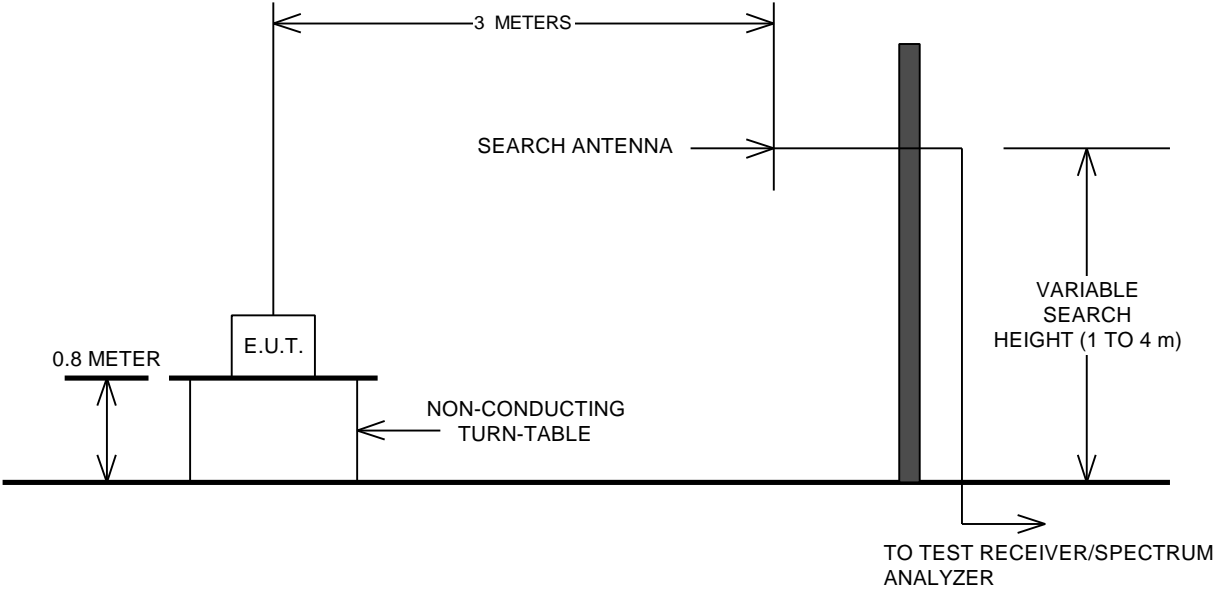 3 METERS
SEARCH ANTENNA
VARIABLE
SEARCH
HEIGHT (1 TO 4 m)
E.U.T.
0.8 METER
NON-CONDUCTING
TURN-TABLE
TO TEST RECEIVER/SPECTRUM
ANALYZER